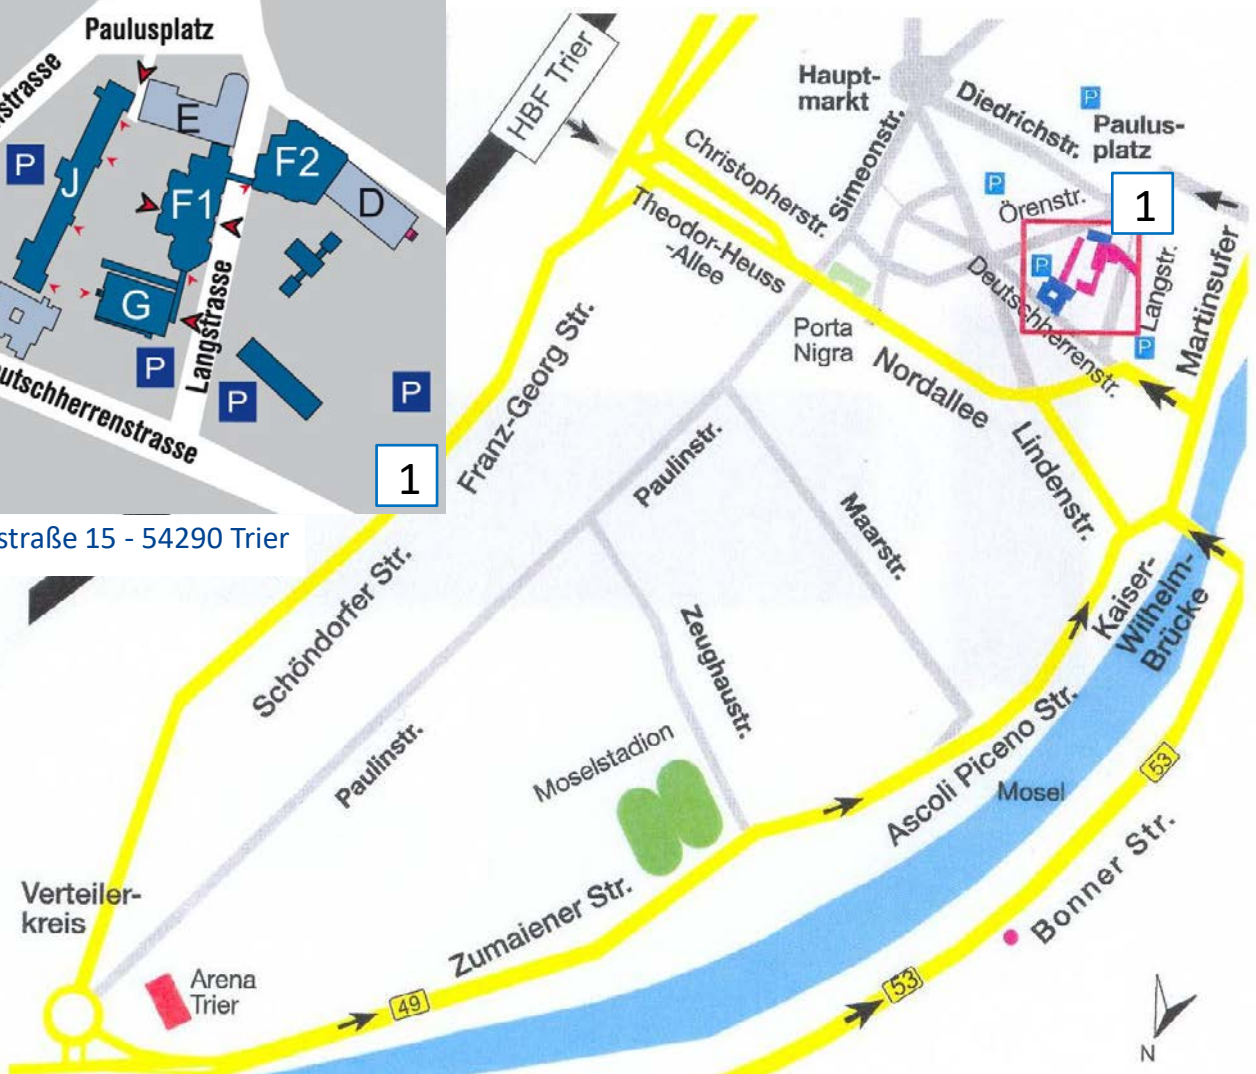 Paulusplatz
strasse
P
E
J
F1
F2
D
G
P
P
P
Langstrasse
utschherrenstrasse
1
straße 15 - 54290 Trier
HBF Trier
Haupt-
markt
Diedrichstr.
P
Paulus-
platz
Christopherstr.
Simeonstr.
P
Örenstr.
1
Theodor-Heuss
-Allee
P
Deutschherrenstr.
Langstr.
Martinsufer
P
Porta
Nigra
Nordallee
Franz-Georg Str.
Lindenstr.
Paulinstr.
Maarstr.
Kaiser-
Wilhelm-
Brücke
Schöndorfer Str.
Zeughaustr.
Paulinstr.
Moselstadion
Ascoli Piceno Str.
Mosel
53
Bonner Str.
Verteiler-
kreis
Zumaiener Str.
Arena
Trier
49
53
N